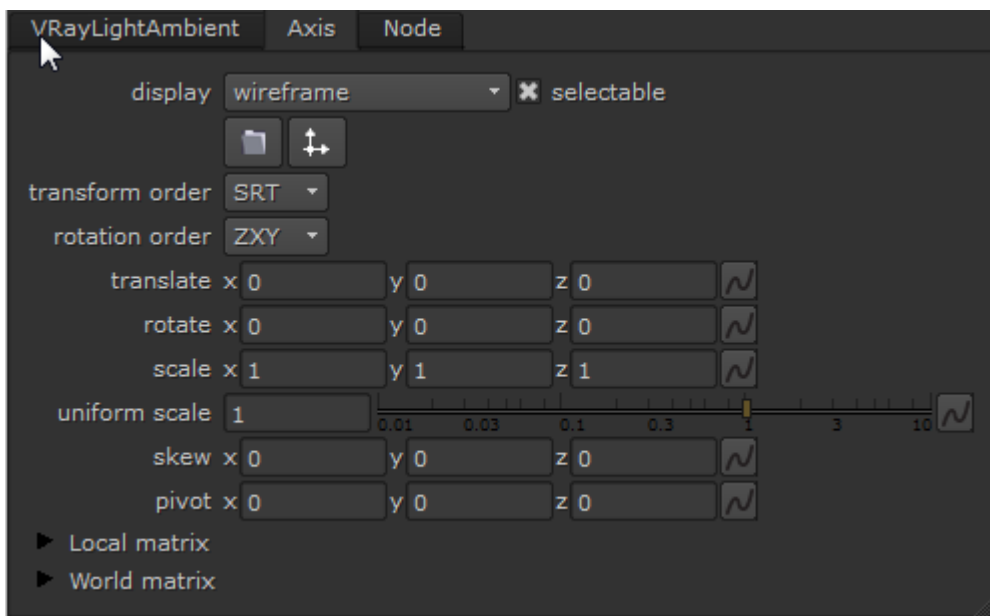 VRayLightAmbient Axis Node
display wireframe selectable
transform order SRT
rotation order ZXY
translate x 0 y 0 z 0
rotate x 0 y 0 z 0
scale x 1 y 1 z 1
uniform scale 1 0.01 0.03 0.1 0.3 1 3 10
skew x 0 y 0 z 0
pivot x 0 y 0 z 0
Local matrix
World matrix